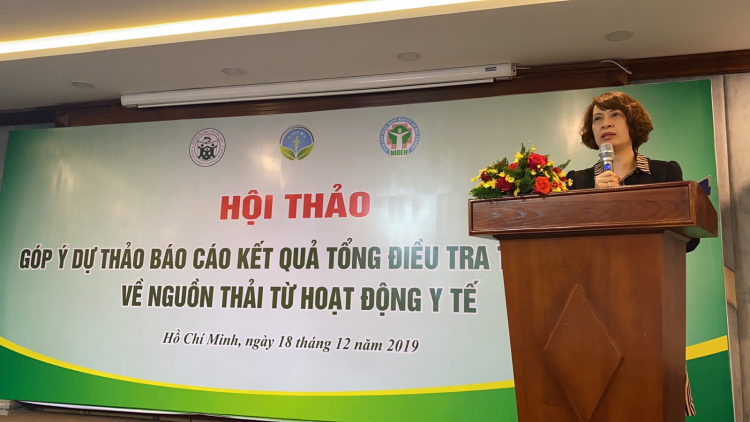 NIOEH
HỘI THẢO
GÓP Ý DỰ THẢO BÁO CÁO KẾT QUẢ TỔNG ĐIỀU TRA
VỀ NGUỒN THẢI TỪ HOẠT ĐỘNG Y TẾ
Hồ Chí Minh, ngày 18 tháng 12 năm 2019